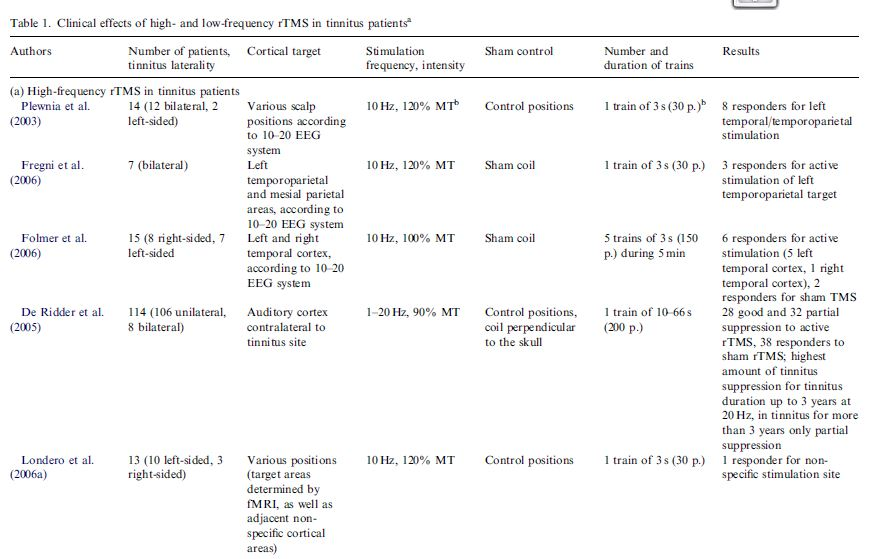 Table 1. Clinical effects of high- and low-frequency rTMS in tinnitus patientsa
Authors Number of patients, tinnitus laterality Cortical target Stimulation frequency, intensity Sham control Number and duration of trains Results
(a) High-frequency rTMS in tinnitus patients
Plewnia et al. (2003) 14 (12 bilateral, 2 left-sided) Various scalp positions according to 10–20 EEG system 10 Hz, 120% MTb Control positions 1 train of 3 s (30 p.)b 8 responders for left temporal/temporoparietal stimulation
Fregni et al. (2006) 7 (bilateral) Left temporoparietal and mesial parietal areas, according to 10–20 EEG system 10 Hz, 120% MT Sham coil 1 train of 3 s (30 p.) 3 responders for active stimulation of left temporoparietal target
Folmer et al. (2006) 15 (8 right-sided, 7 left-sided Left and right temporal cortex, according to 10–20 EEG system 10 Hz, 100% MT Sham coil 5 trains of 3 s (150 p.) during 5 min 6 responders for active stimulation (5 left temporal cortex, 1 right temporal cortex), 2 responders for sham TMS
De Ridder et al. (2005) 114 (106 unilateral, 8 bilateral) Auditory cortex contralateral to tinnitus site 1–20 Hz, 90% MT Control positions, coil perpendicular to the skull 1 train of 10–66 s (200 p.) 28 good and 32 partial suppression to active rTMS, 38 responders to sham rTMS; highest amount of tinnitus suppression for tinnitus duration up to 3 years at 20 Hz, in tinnitus for more than 3 years only partial suppression
Londero et al. (2006a) 13 (10 left-sided, 3 right-sided) Various positions (target areas determined by fMRI, as well as adjacent non-specific cortical areas) 10 Hz, 120% MT Control positions 1 train of 3 s (30 p.) 1 responder for non-specific stimulation site